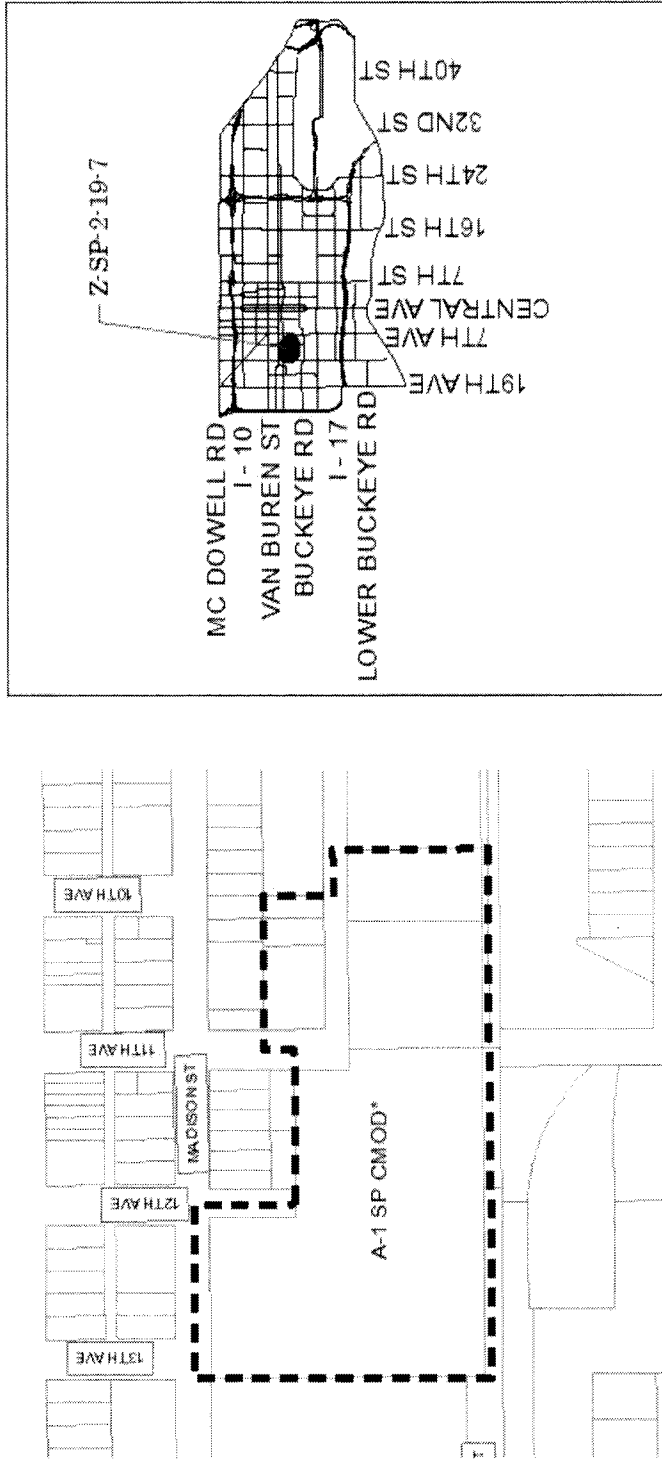 Z-SP-2-19-7
MC DOWELL RD
I - 10
VAN BUREN ST
BUCKEYE RD
I - 17
LOWER BUCKEYE RD
19TH AVE
7TH AVE
CENTRAL AVE
7TH ST
16TH ST
24TH ST
32ND ST
40TH ST
13TH AVE
12TH AVE
11TH AVE
10TH AVE
MADISON ST
A-1 SP CMOD*